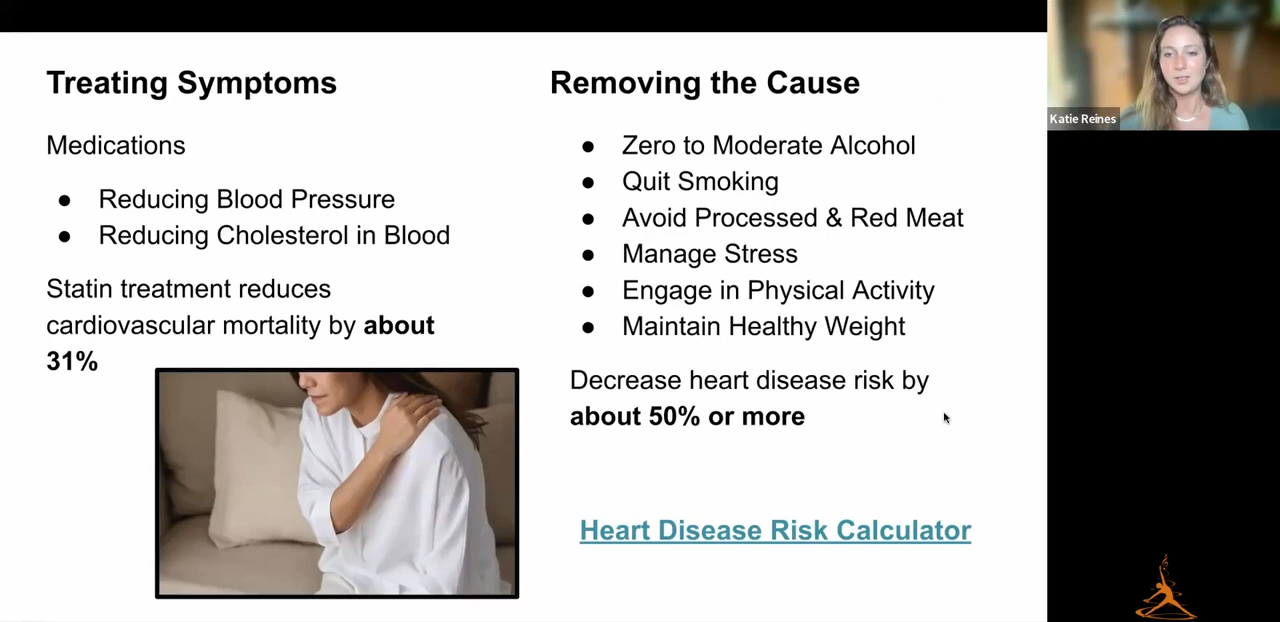 Treating Symptoms
Medications
● Reducing Blood Pressure
● Reducing Cholesterol in Blood
Statin treatment reduces
cardiovascular mortality by about
31%
Removing the Cause
● Zero to Moderate Alcohol
● Quit Smoking
● Avoid Processed & Red Meat
● Manage Stress
● Engage in Physical Activity
● Maintain Healthy Weight
Decrease heart disease risk by
about 50% or more
Heart Disease Risk Calculator
Katie Reines